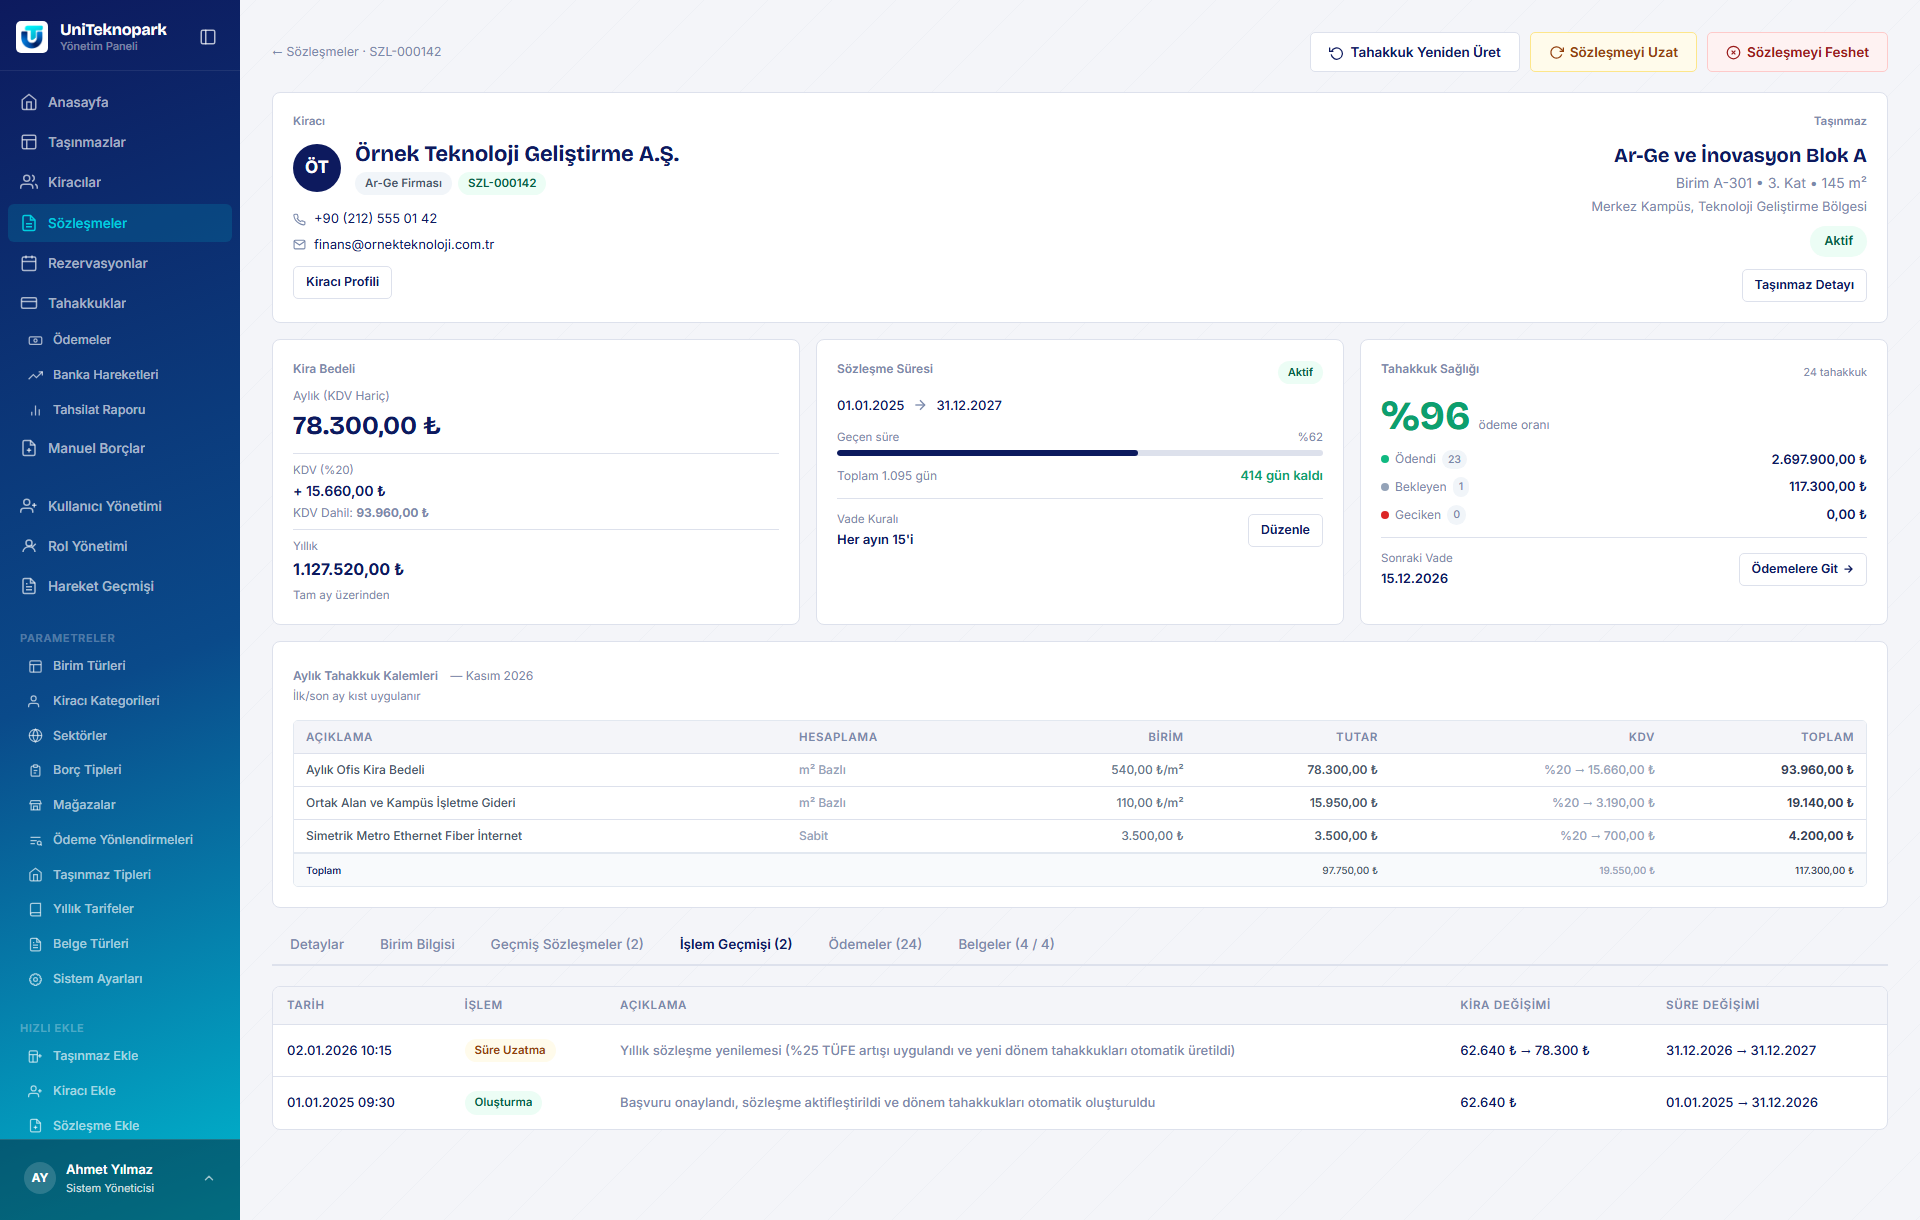 UniTeknopark
Yönetim Paneli
Anasayfa
Taşınmazlar
Kiracılar
Sözleşmeler
Rezervasyonlar
Tahakkuklar
Ödemeler
Banka Hareketleri
Tahsilat Raporu
Manuel Borçlar
Kullanıcı Yönetimi
Rol Yönetimi
Hareket Geçmişi
PARAMETRELER
Birim Türleri
Kiracı Kategorileri
Sektörler
Borç Tipleri
Mağazalar
Ödeme Yönlendirmeleri
Taşınmaz Tipleri
Yıllık Tarifeler
Belge Türleri
Sistem Ayarları
HIZLI EKLE
Taşınmaz Ekle
Kiracı Ekle
Sözleşme Ekle
AY
Ahmet Yılmaz
Sistem Yöneticisi
← Sözleşmeler · SZL-000142
Tahakkuk Yeniden Üret
Sözleşmeyi Uzat
Sözleşmeyi Feshet
Kiracı
ÖT
Örnek Teknoloji Geliştirme A.Ş.
Ar-Ge Firması SZL-000142
+90 (212) 555 01 42
finans@ornekteknoloji.com.tr
Kiracı Profili
Taşınmaz
Ar-Ge ve İnovasyon Blok A
Birim A-301 • 3. Kat • 145 m²
Merkez Kampüs, Teknoloji Geliştirme Bölgesi
Aktif
Taşınmaz Detayı
Kira Bedeli
Aylık (KDV Hariç)
78.300,00 ₺
KDV (%20)
+ 15.660,00 ₺
KDV Dahil: 93.960,00 ₺
Yıllık
1.127.520,00 ₺
Tam ay üzerinden
Sözleşme Süresi
Aktif
01.01.2025 → 31.12.2027
Geçen süre %62
Toplam 1.095 gün 414 gün kaldı
Vade Kuralı
Her ayın 15'i
Düzenle
Tahakkuk Sağlığı 24 tahakkuk
%96 ödeme oranı
Ödendi 23 2.697.900,00 ₺
Bekleyen 1 117.300,00 ₺
Geciken 0 0,00 ₺
Sonraki Vade
15.12.2026
Ödemelere Git →
Aylık Tahakkuk Kalemleri — Kasım 2026
İlk/son ay kıst uygulanır
AÇIKLAMA HESAPLAMA BİRİM TUTAR KDV TOPLAM
Aylık Ofis Kira Bedeli m² Bazlı 540,00 ₺/m² 78.300,00 ₺ %20 → 15.660,00 ₺ 93.960,00 ₺
Ortak Alan ve Kampüs İşletme Gideri m² Bazlı 110,00 ₺/m² 15.950,00 ₺ %20 → 3.190,00 ₺ 19.140,00 ₺
Simetrik Metro Ethernet Fiber İnternet Sabit 3.500,00 ₺ 3.500,00 ₺ %20 → 700,00 ₺ 4.200,00 ₺
Toplam 97.750,00 ₺ 19.550,00 ₺ 117.300,00 ₺
Detaylar Birim Bilgisi Geçmiş Sözleşmeler (2) İşlem Geçmişi (2) Ödemeler (24) Belgeler (4 / 4)
TARİH İŞLEM AÇIKLAMA KİRA DEĞİŞİMİ SÜRE DEĞİŞİMİ
02.01.2026 10:15 Süre Uzatma Yıllık sözleşme yenilemesi (%25 TÜFE artışı uygulandı ve yeni dönem tahakkukları otomatik üretildi) 62.640 ₺ → 78.300 ₺ 31.12.2026 → 31.12.2027
01.01.2025 09:30 Oluşturma Başvuru onaylandı, sözleşme aktifleştirildi ve dönem tahakkukları otomatik oluşturuldu 62.640 ₺ 01.01.2025 → 31.12.2026